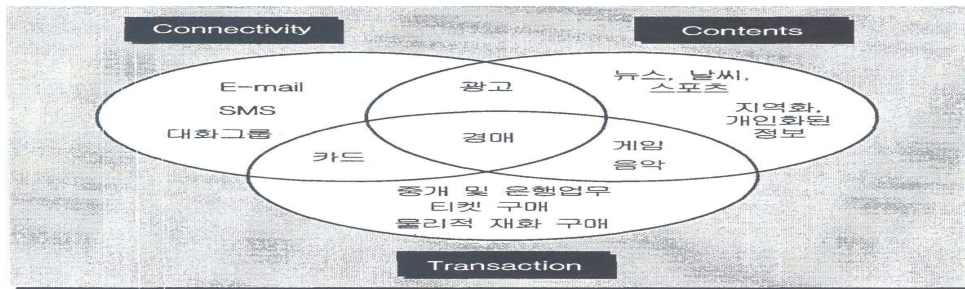 Connectivity
Contents
E-mail
SMS
대화그룹
광고
뉴스, 날씨,
스포츠
지역화,
개인화된
정보
경매
카드
게임
음악
중개 및 은행업무
티켓 구매
물리적 재화 구매
Transaction